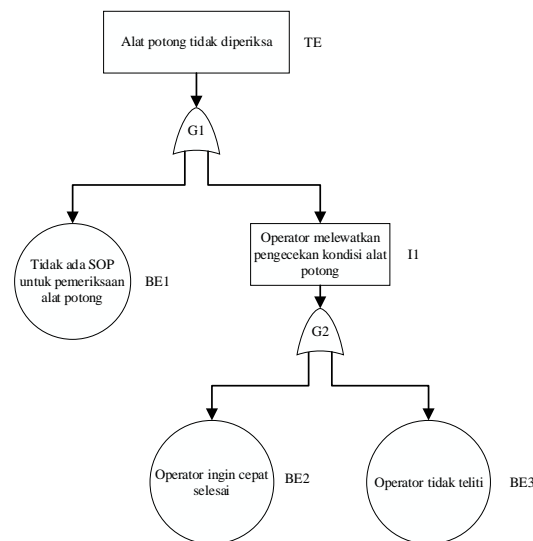 Alat potong tidak diperiksa
TE
G1
Tidak ada SOP
untuk pemeriksaan
alat potong
BE1
Operator melewatkan
pengecekan kondisi alat
potong
I1
G2
Operator ingin cepat
selesai
BE2
Operator tidak teliti
BE3